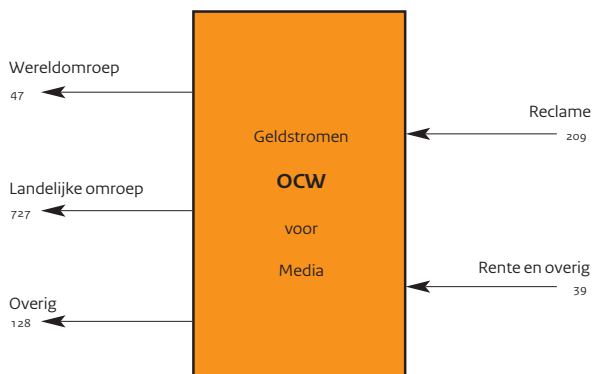 Wereldomroep
47
Landelijke omroep
727
Overig
128
Geldstromen
OCW
voor
Media
Reclame
209
Rente en overig
39